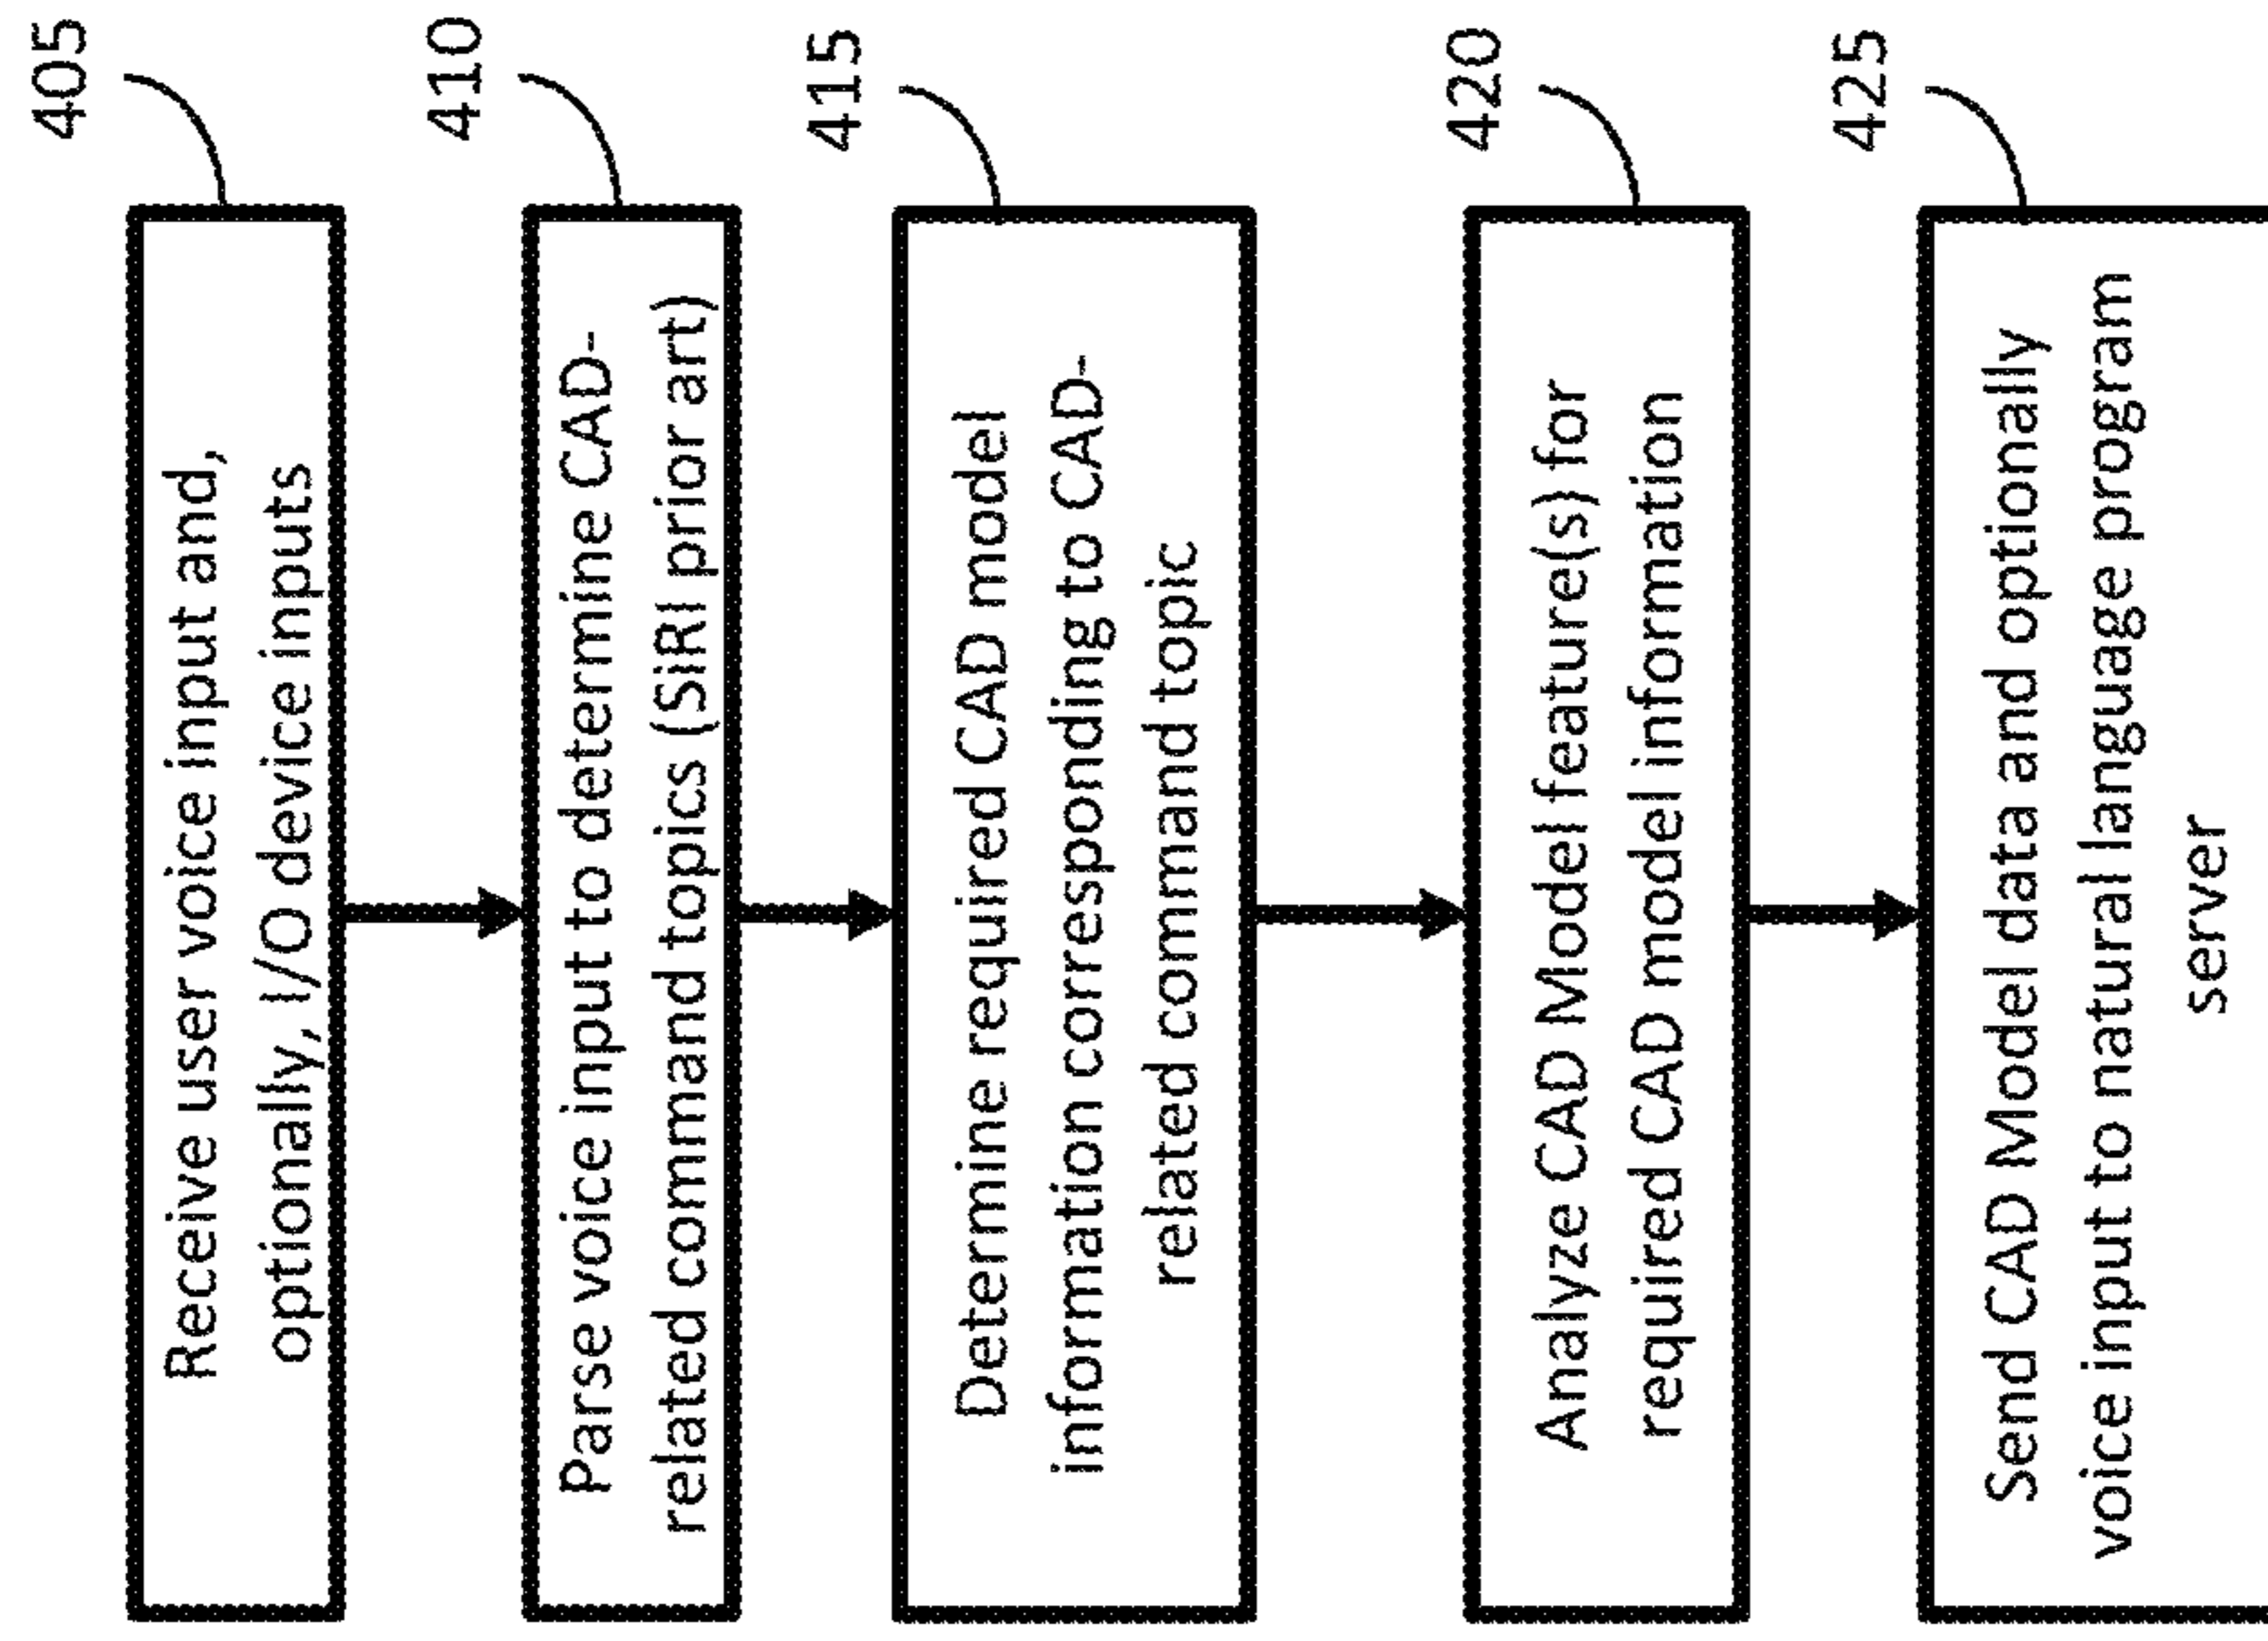 405
Receive user voice input and,
optionally, I/O device inputs
410
Parse voice input to determine CAD-
related command topics (SiRI prior art)
415
Determine required CAD model
information corresponding to CAD-
related command topic
420
Analyze CAD Model feature(s) for
required CAD model information
425
Send CAD Model data and optionally
voice input to natural language program
server